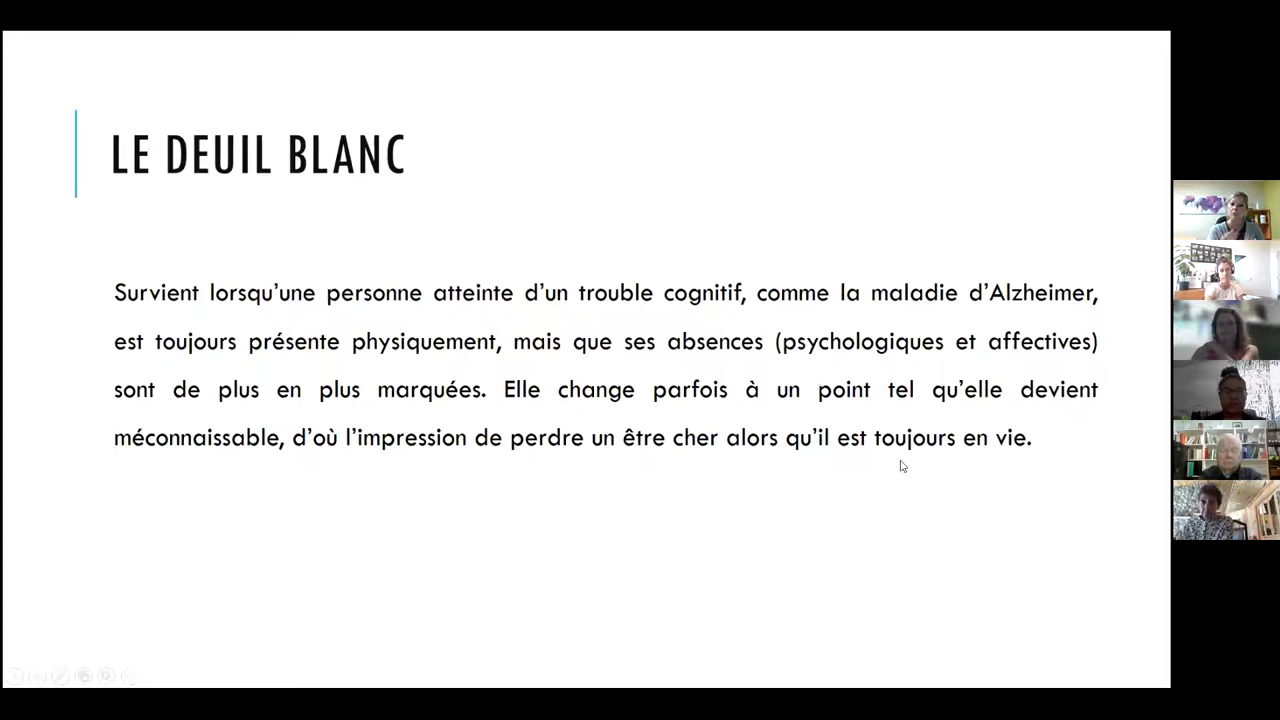 LE DEUIL BLANC
Survient lorsqu'une personne atteinte d'un trouble cognitif, comme la maladie d'Alzheimer,
est toujours présente physiquement, mais que ses absences (psychologiques et affectives)
sont de plus en plus marquées. Elle change parfois à un point tel qu'elle devient
méconnaissable, d'où l'impression de perdre un être cher alors qu'il est toujours en vie.